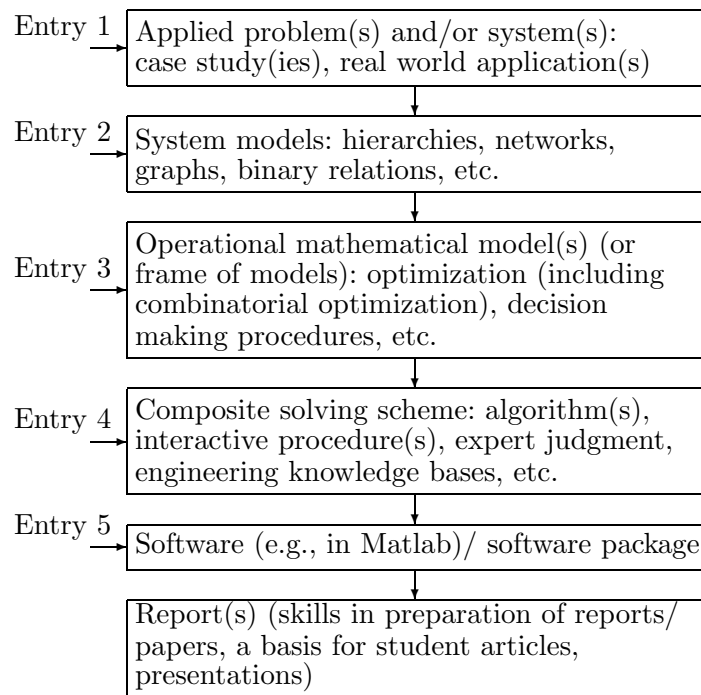 Entry 1
Applied problem(s) and/or system(s):
case study(ies), real world application(s)
Entry 2
System models: hierarchies, networks,
graphs, binary relations, etc.
Entry 3
Operational mathematical model(s) (or
frame of models): optimization (including
combinatorial optimization), decision
making procedures, etc.
Entry 4
Composite solving scheme: algorithm(s),
interactive procedure(s), expert judgment,
engineering knowledge bases, etc.
Entry 5
Software (e.g., in Matlab)/ software package
Report(s) (skills in preparation of reports/
papers, a basis for student articles,
presentations)